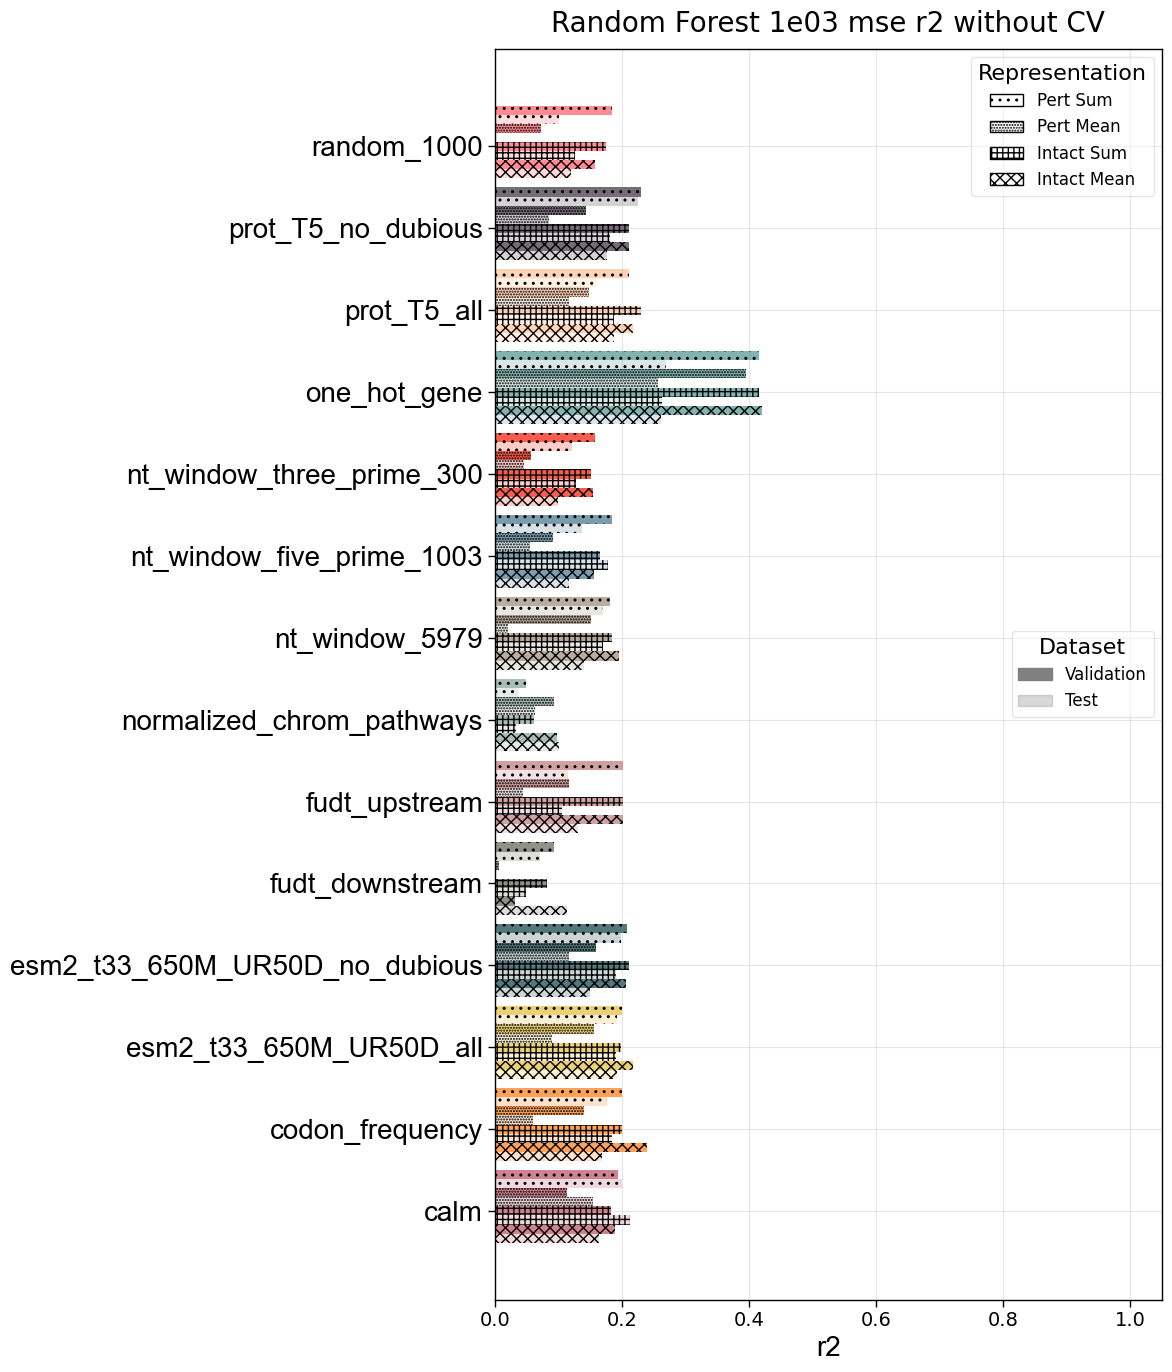 Random Forest 1e03 mse r2 without CV
Representation
Pert Sum
Pert Mean
Intact Sum
Intact Mean
random_1000
prot_T5_no_dubious
prot_T5_all
one_hot_gene
nt_window_three_prime_300
nt_window_five_prime_1003
nt_window_5979
Dataset
Validation
Test
normalized_chrom_pathways
fudt_upstream
fudt_downstream
esm2_t33_650M_UR50D_no_dubious
esm2_t33_650M_UR50D_all
codon_frequency
calm
0.0 0.2 0.4 0.6 0.8 1.0
r2